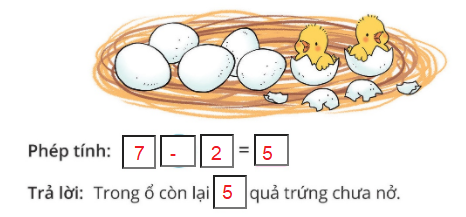 Phép tính: 7 - 2 = 5
Trả lời: Trong ổ còn lại 5 quả trứng chưa nở.